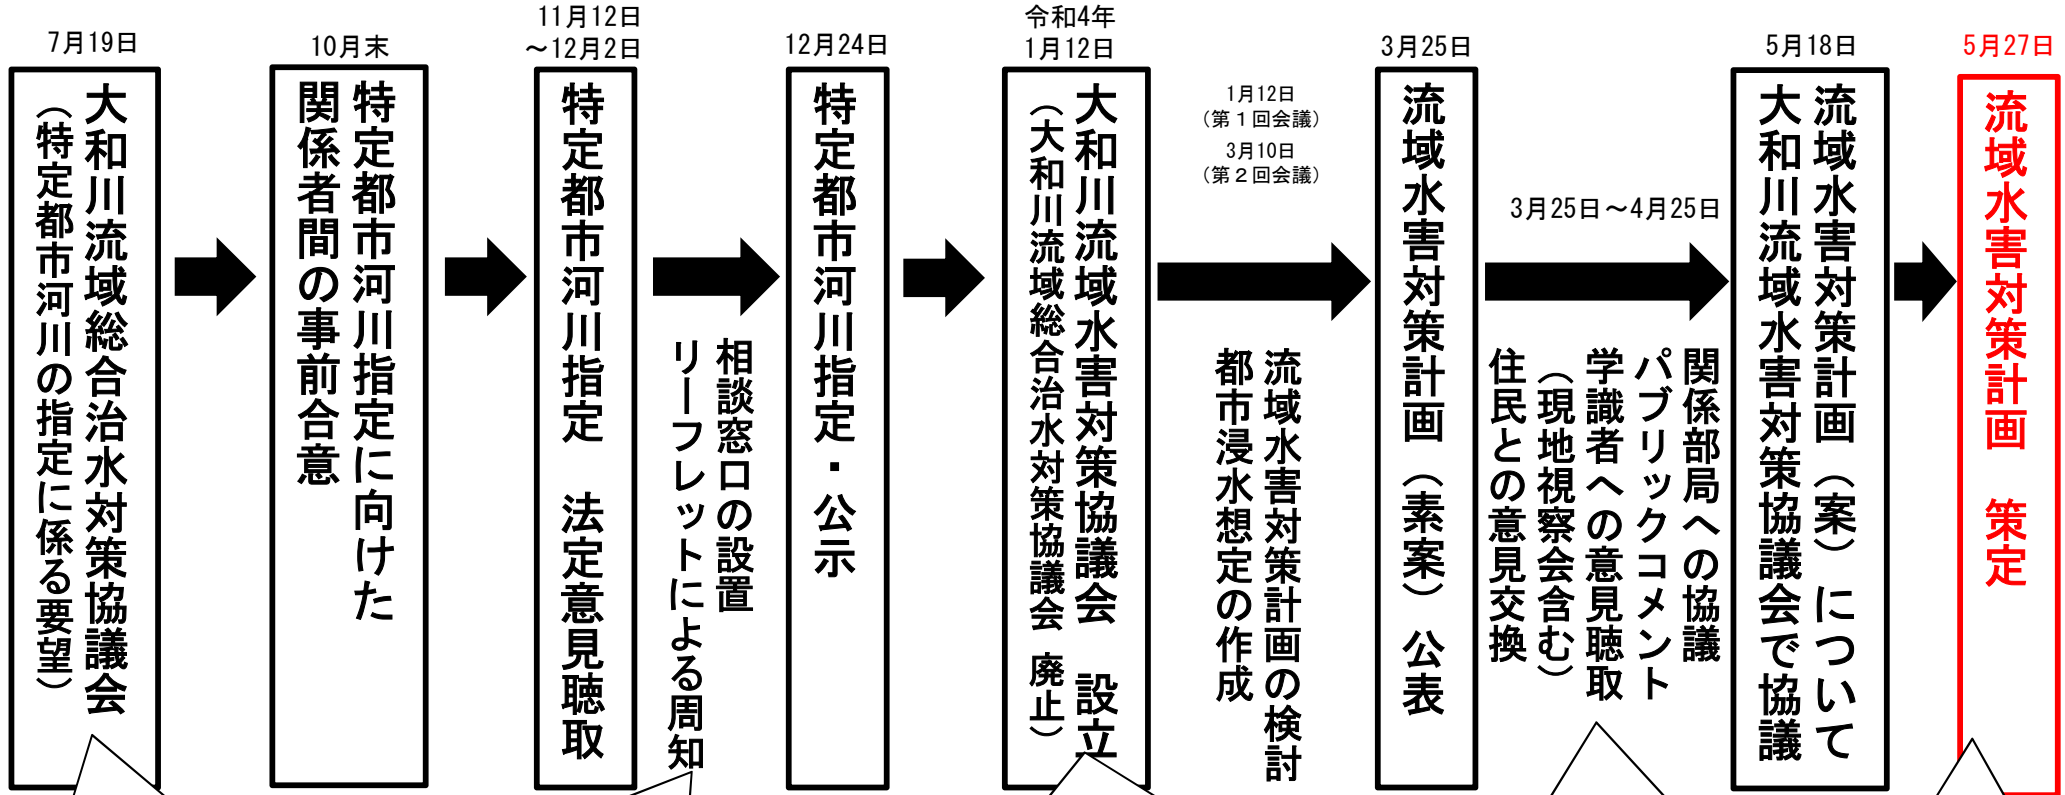 7月19日
大和川流域総合治水対策協議会
（特定都市河川の指定に係る要望）
10月末
特定都市河川指定に向けた
関係者間の事前合意
11月12日
～12月2日
特定都市河川指定　法定意見聴取
相談窓口の設置
リーフレットによる周知
12月24日
特定都市河川指定・公示
令和4年
1月12日
大和川流域水害対策協議会　設立
（大和川流域総合治水対策協議会　廃止）
1月12日
（第１回会議）
3月10日
（第２回会議）
流域水害対策計画の検討
都市浸水想定の作成
3月25日
流域水害対策計画（素案）公表
3月25日～4月25日
関係部局への協議
パブリックコメント
学識者への意見聴取
（現地視察会含む）
住民との意見交換
5月18日
流域水害対策計画（案）について
大和川流域水害対策協議会で協議
5月27日
流域水害対策計画　策定